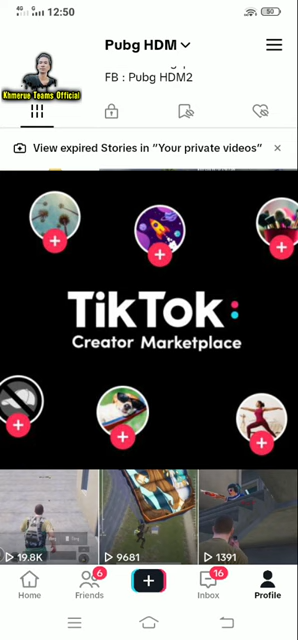 12:50
50
Pubg HDM
FB : Pubg HDM2
Khmerue Teams Official
View expired Stories in "Your private videos"
TikTok:
Creator Marketplace
19.8K
9681
1391
6
16
Home
Friends
Inbox
Profile